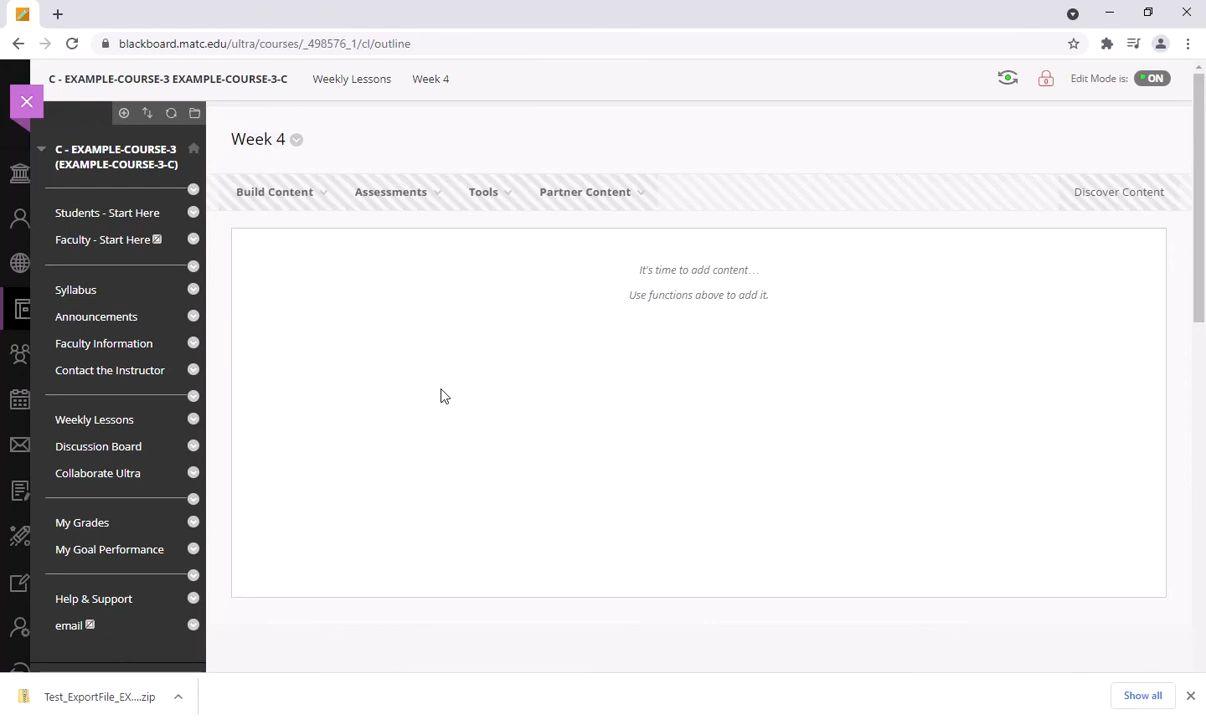 blackboard.matc.edu/ultra/courses/_498576_1/cl/outline
C - EXAMPLE-COURSE-3 EXAMPLE-COURSE-3-C
Weekly Lessons
Week 4
Edit Mode is:
ON
C - EXAMPLE-COURSE-3
(EXAMPLE-COURSE-3-C)
Students - Start Here
Faculty - Start Here
Syllabus
Announcements
Faculty Information
Contact the Instructor
Weekly Lessons
Discussion Board
Collaborate Ultra
My Grades
My Goal Performance
Help & Support
email
Week 4
Build Content
Assessments
Tools
Partner Content
Discover Content
It's time to add content...
Use functions above to add it.
Test_ExportFile_EX....zip
Show all